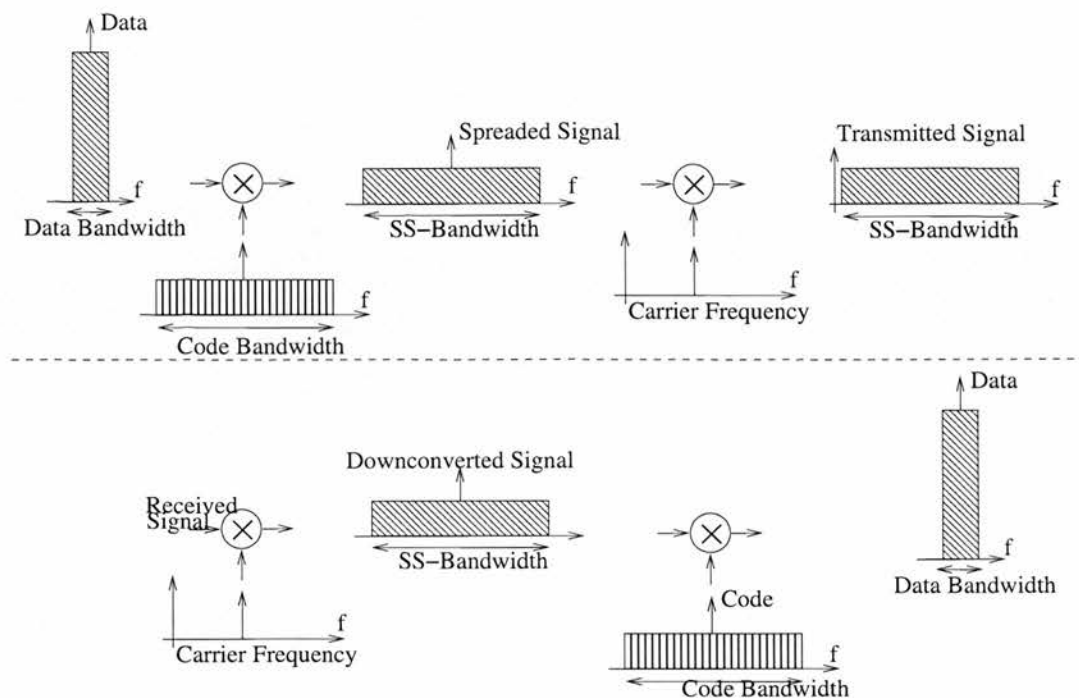 Data
f
Data Bandwidth
f
Code Bandwidth
Spreaded Signal
f
SS-Bandwidth
f
Carrier Frequency
Transmitted Signal
f
SS-Bandwidth
Received
Signal
f
Carrier Frequency
Downconverted Signal
SS-Bandwidth
Code
f
Code Bandwidth
Data
f
Data Bandwidth